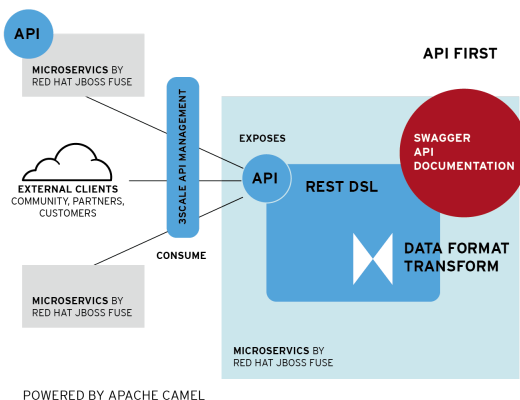 API
MICROSERVICS BY
RED HAT JBOSS FUSE
API FIRST
3SCALE API MANAGEMENT
EXPOSES
SWAGGER
API
DOCUMENTATION
API
REST DSL
EXTERNAL CLIENTS
COMMUNITY, PARTNERS,
CUSTOMERS
CONSUME
DATA FORMAT
TRANSFORM
MICROSERVICS BY
RED HAT JBOSS FUSE
MICROSERVICS BY
RED HAT JBOSS FUSE
POWERED BY APACHE CAMEL